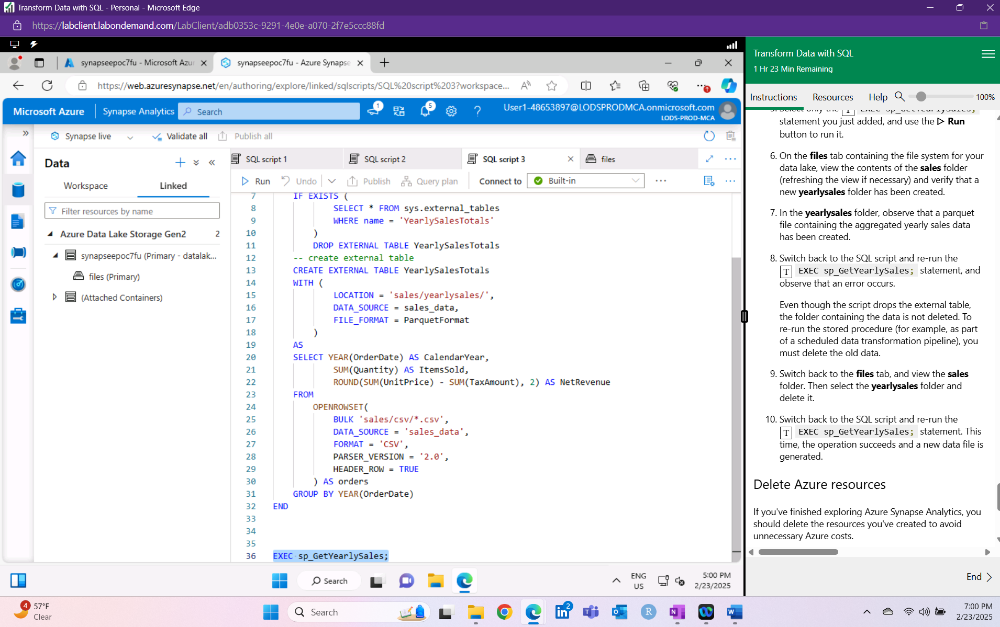 Transform Data with SQL - Personal - Microsoft Edge
https://labclient.labondemand.com/LabClient/adb0353c-9291-4e0e-a070-2f7e5ccc88fd
synapseepoc7fu - Microsoft Azur
synapseepoc7fu - Azure Synapse
https://web.azuresynapse.net/en/authoring/explore/linked/sqlscripts/SQL%20script%203?workspace...
Microsoft Azure
Synapse Analytics
Search
1
5
User1-48653897@LODSPRODMCA.onmicrosoft.com
LODS-PROD-MCA
Synapse live
Validate all
Publish all
Data
Workspace
Linked
Filter resources by name
Azure Data Lake Storage Gen2 2
synapseepoc7fu (Primary - datalak...
files (Primary)
(Attached Containers)
SQL script 1
SQL script 2
SQL script 3
files
Run
Undo
Publish
Query plan
Connect to
Built-in
7 IF EXISTS (
8 SELECT * FROM sys.external_tables
9 WHERE name = 'YearlySalesTotals'
10 )
11 DROP EXTERNAL TABLE YearlySalesTotals
12 -- create external table
13 CREATE EXTERNAL TABLE YearlySalesTotals
14 WITH (
15 LOCATION = 'sales/yearlysales/',
16 DATA_SOURCE = sales_data,
17 FILE_FORMAT = ParquetFormat
18 )
19 AS
20 SELECT YEAR(OrderDate) AS CalendarYear,
21 SUM(Quantity) AS ItemsSold,
22 ROUND(SUM(UnitPrice) - SUM(TaxAmount), 2) AS NetRevenue
23 FROM
24 OPENROWSET(
25 BULK 'sales/csv/*.csv',
26 DATA_SOURCE = 'sales_data',
27 FORMAT = 'CSV',
28 PARSER_VERSION = '2.0',
29 HEADER_ROW = TRUE
30 ) AS orders
31 GROUP BY YEAR(OrderDate)
32 END
33
34
35
36 EXEC sp_GetYearlySales;
Search
ENG
US
5:00 PM
2/23/2025
Transform Data with SQL
1 Hr 23 Min Remaining
Instructions
Resources
Help
100%
5. Select only the T EXEC sp_GetYearlySales;
statement you just added, and use the ▷ Run
button to run it.
6. On the files tab containing the file system for your
data lake, view the contents of the sales folder
(refreshing the view if necessary) and verify that a
new yearlysales folder has been created.
7. In the yearlysales folder, observe that a parquet
file containing the aggregated yearly sales data
has been created.
8. Switch back to the SQL script and re-run the
T EXEC sp_GetYearlySales; statement, and
observe that an error occurs.
Even though the script drops the external table,
the folder containing the data is not deleted. To
re-run the stored procedure (for example, as part
of a scheduled data transformation pipeline), you
must delete the old data.
9. Switch back to the files tab, and view the sales
folder. Then select the yearlysales folder and
delete it.
10. Switch back to the SQL script and re-run the
T EXEC sp_GetYearlySales; statement. This
time, the operation succeeds and a new data file is
generated.
Delete Azure resources
If you've finished exploring Azure Synapse Analytics, you
should delete the resources you've created to avoid
unnecessary Azure costs.
End
4
57°F
Clear
Search
2
7:00 PM
2/23/2025